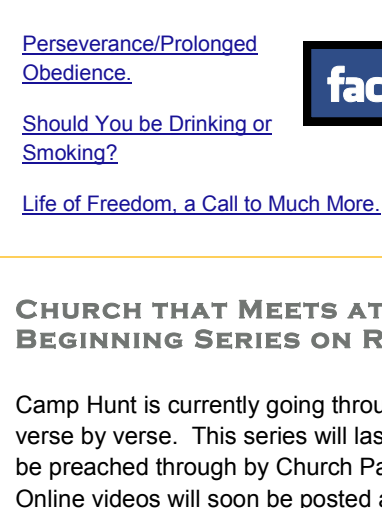 Perseverance/Prolonged
Obedience.
fac
Should You be Drinking or
Smoking?
Life of Freedom, a Call to Much More.
CHURCH THAT MEETS AT
BEGINNING SERIES ON R
Camp Hunt is currently going throu
verse by verse.  This series will las
be preached through by Church Pa
Online videos will soon be posted a